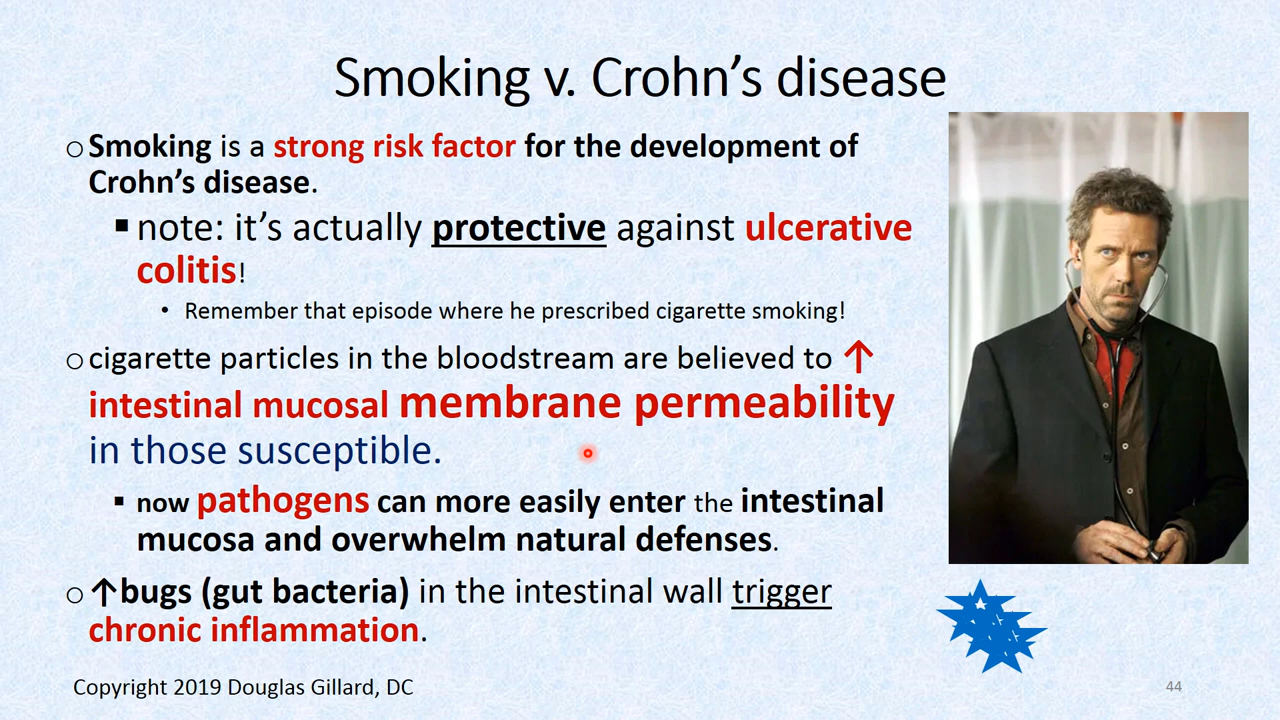 Smoking v. Crohn’s disease
○ Smoking is a strong risk factor for the development of
Crohn’s disease.
▪ note: it’s actually protective against ulcerative
colitis!
• Remember that episode where he prescribed cigarette smoking!
○ cigarette particles in the bloodstream are believed to ↑
intestinal mucosal membrane permeability
in those susceptible.
▪ now pathogens can more easily enter the intestinal
mucosa and overwhelm natural defenses.
○ ↑bugs (gut bacteria) in the intestinal wall trigger
chronic inflammation.
Copyright 2019 Douglas Gillard, DC
44